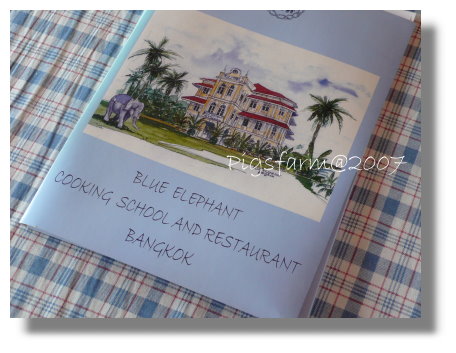 Pigsfarm@2007
BLUE ELEPHANT
COOKING SCHOOL AND RESTAURANT
BANGKOK